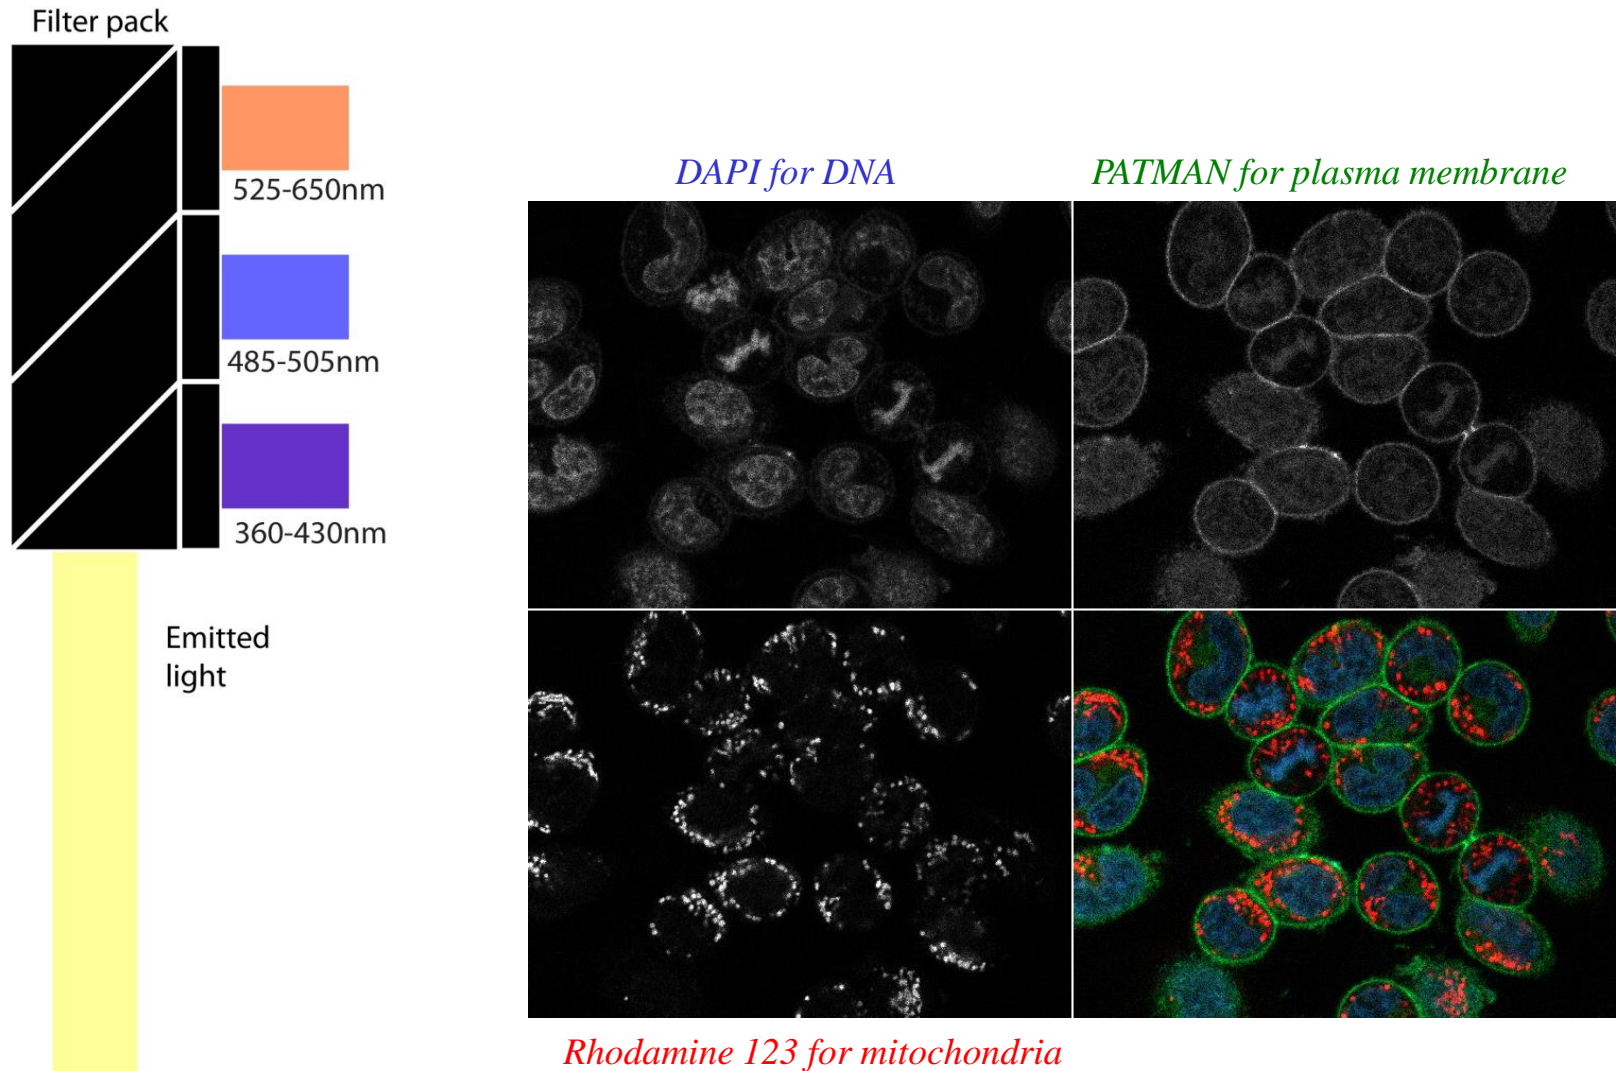 Filter pack
525-650nm
485-505nm
360-430nm
Emitted
light
DAPI for DNA
PATMAN for plasma membrane
Rhodamine 123 for mitochondria